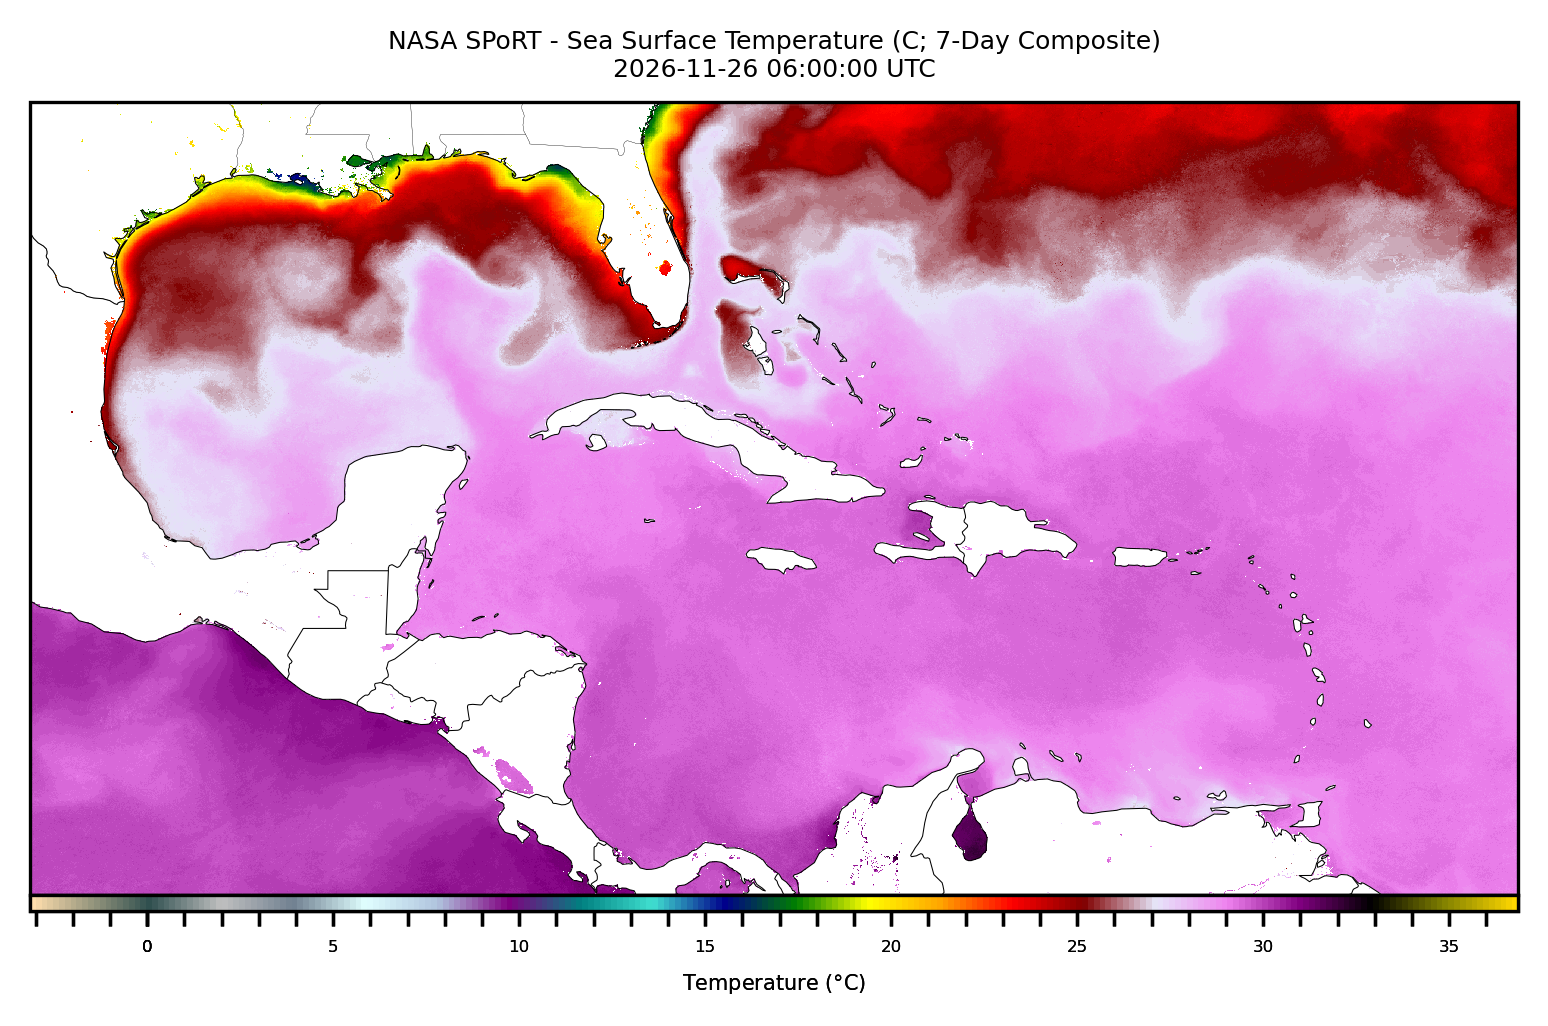 NASA SPoRT - Sea Surface Temperature (C; 7-Day Composite)
2026-11-26 06:00:00 UTC
0 5 10 15 20 25 30 35
Temperature (°C)